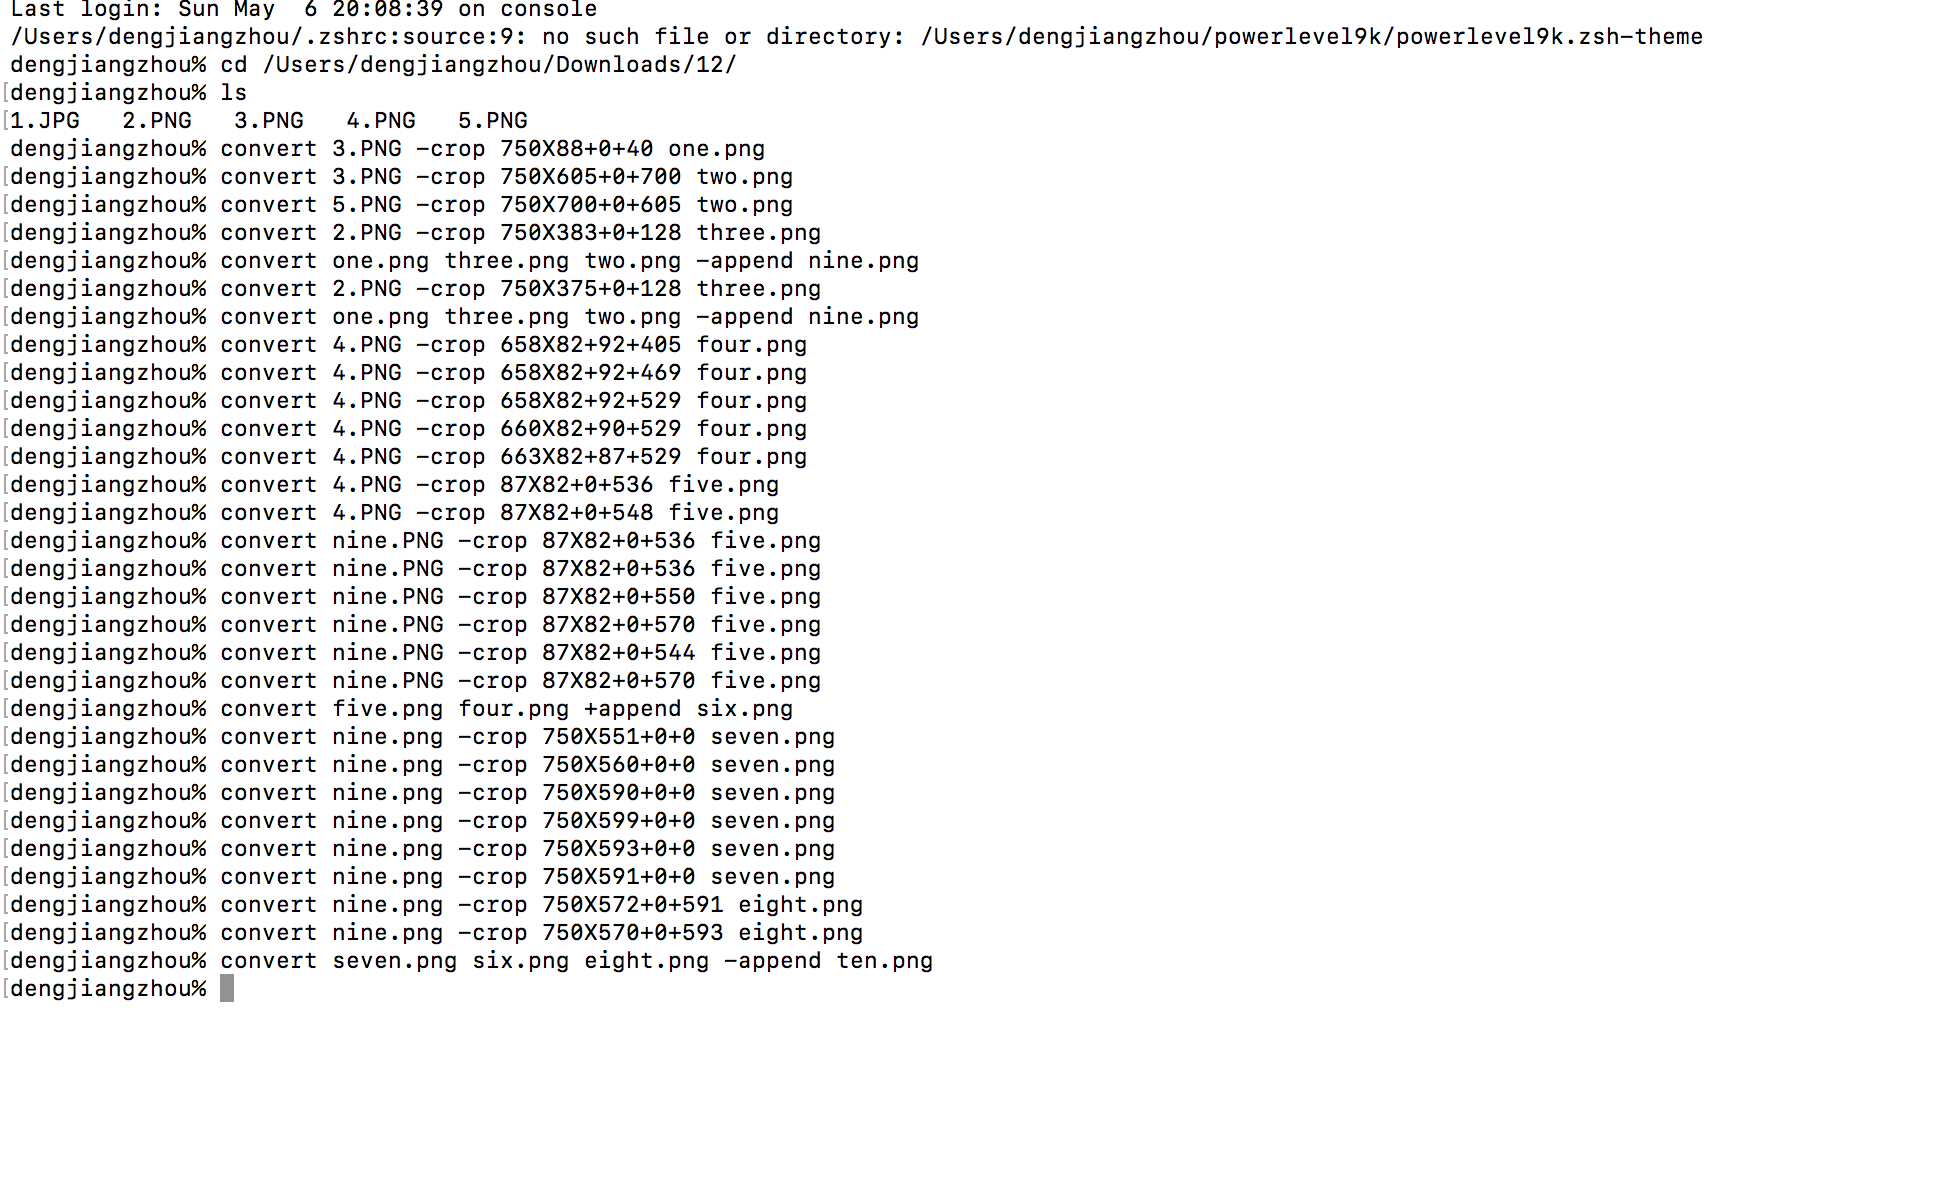 Last login: Sun May  6 20:08:39 on console
/Users/dengjiangzhou/.zshrc:source:9: no such file or directory: /Users/dengjiangzhou/powerlevel9k/powerlevel9k.zsh-theme
dengjiangzhou% cd /Users/dengjiangzhou/Downloads/12/
[dengjiangzhou% ls
[1.JPG   2.PNG   3.PNG   4.PNG   5.PNG
dengjiangzhou% convert 3.PNG -crop 750X88+0+40 one.png
[dengjiangzhou% convert 3.PNG -crop 750X605+0+700 two.png
[dengjiangzhou% convert 5.PNG -crop 750X700+0+605 two.png
[dengjiangzhou% convert 2.PNG -crop 750X383+0+128 three.png
[dengjiangzhou% convert one.png three.png two.png -append nine.png
[dengjiangzhou% convert 2.PNG -crop 750X375+0+128 three.png
[dengjiangzhou% convert one.png three.png two.png -append nine.png
[dengjiangzhou% convert 4.PNG -crop 658X82+92+405 four.png
[dengjiangzhou% convert 4.PNG -crop 658X82+92+469 four.png
[dengjiangzhou% convert 4.PNG -crop 658X82+92+529 four.png
[dengjiangzhou% convert 4.PNG -crop 660X82+90+529 four.png
[dengjiangzhou% convert 4.PNG -crop 663X82+87+529 four.png
[dengjiangzhou% convert 4.PNG -crop 87X82+0+536 five.png
[dengjiangzhou% convert 4.PNG -crop 87X82+0+548 five.png
[dengjiangzhou% convert nine.PNG -crop 87X82+0+536 five.png
[dengjiangzhou% convert nine.PNG -crop 87X82+0+536 five.png
[dengjiangzhou% convert nine.PNG -crop 87X82+0+550 five.png
[dengjiangzhou% convert nine.PNG -crop 87X82+0+570 five.png
[dengjiangzhou% convert nine.PNG -crop 87X82+0+544 five.png
[dengjiangzhou% convert nine.PNG -crop 87X82+0+570 five.png
[dengjiangzhou% convert five.png four.png +append six.png
[dengjiangzhou% convert nine.png -crop 750X551+0+0 seven.png
[dengjiangzhou% convert nine.png -crop 750X560+0+0 seven.png
[dengjiangzhou% convert nine.png -crop 750X590+0+0 seven.png
[dengjiangzhou% convert nine.png -crop 750X599+0+0 seven.png
[dengjiangzhou% convert nine.png -crop 750X593+0+0 seven.png
[dengjiangzhou% convert nine.png -crop 750X591+0+0 seven.png
[dengjiangzhou% convert nine.png -crop 750X572+0+591 eight.png
[dengjiangzhou% convert nine.png -crop 750X570+0+593 eight.png
[dengjiangzhou% convert seven.png six.png eight.png -append ten.png
[dengjiangzhou%